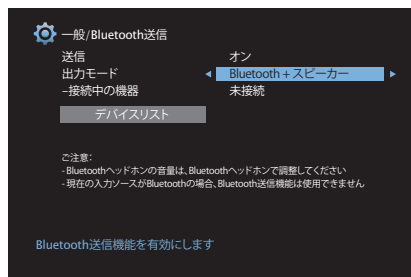 一般/Bluetooth送信
送信 オン
出力モード Bluetooth + スピーカー
–接続中の機器 未接続
デバイスリスト
ご注意:
- Bluetoothヘッドホンの音量は、Bluetoothヘッドホンで調整してください
- 現在の入力ソースがBluetoothの場合、Bluetooth送信機能は使用できません
Bluetooth送信機能を有効にします